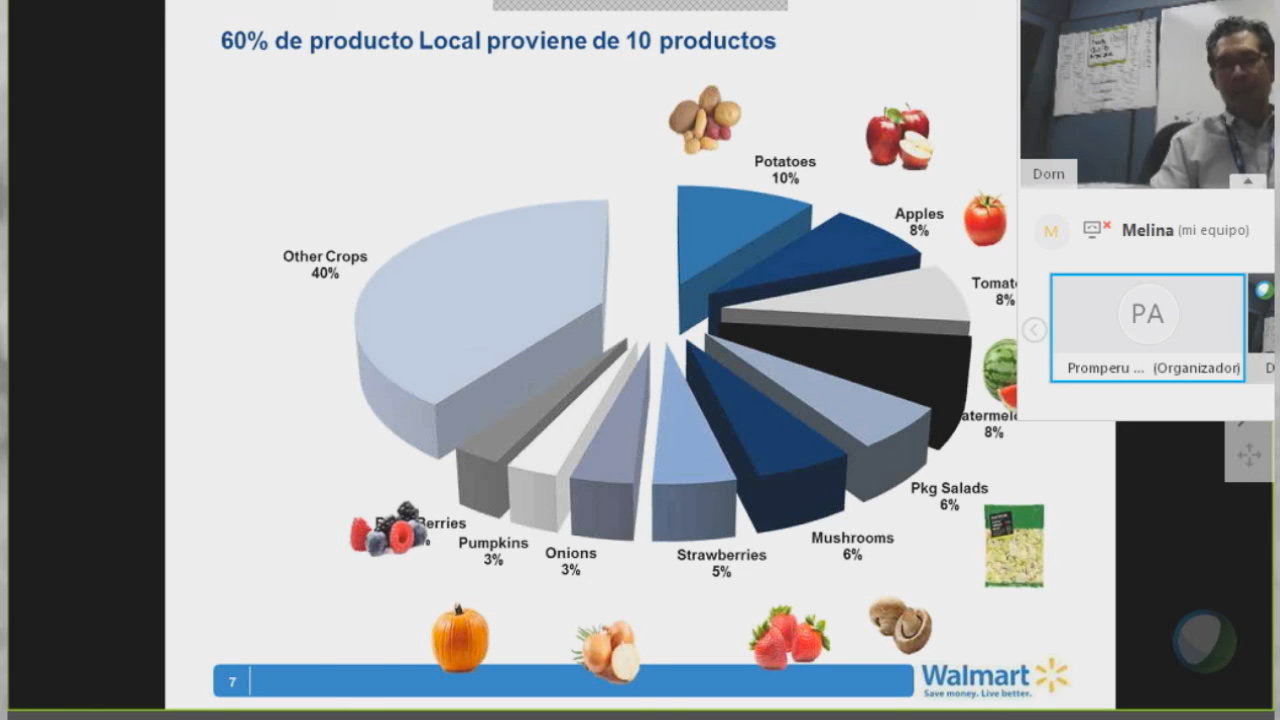 60% de producto Local proviene de 10 productos
Potatoes
10%
Apples
8%
Tomato
8%
Other Crops
40%
atermelo
8%
Pkg Salads
6%
Mushrooms
6%
Strawberries
5%
Onions
3%
Pumpkins
3%
Berries
%
7
Walmart
Save money. Live better.
Dorn
M
Melina (mi equipo)
PA
Promperu ... (Organizador)
D